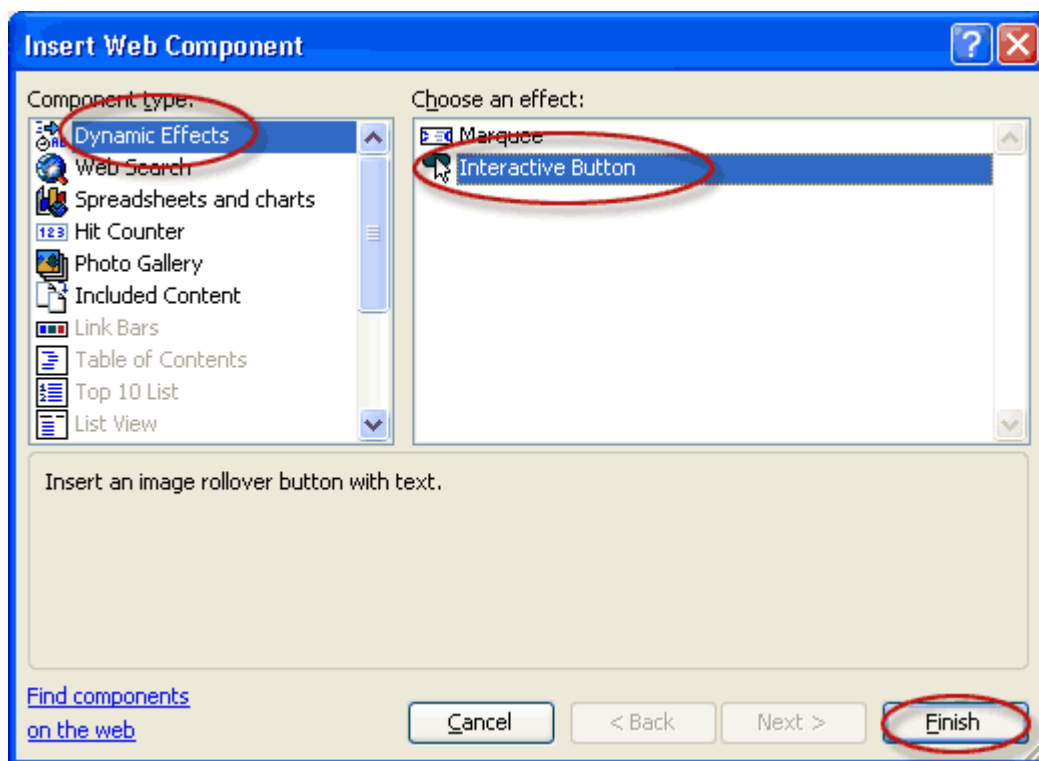 Insert Web Component
Component type:
Choose an effect:
Dynamic Effects
Web Search
Spreadsheets and charts
123 Hit Counter
Photo Gallery
Included Content
Link Bars
Table of Contents
Top 10 List
List View
Marquee
Interactive Button
Insert an image rollover button with text.
Find components
on the web
Cancel
< Back
Next >
Finish